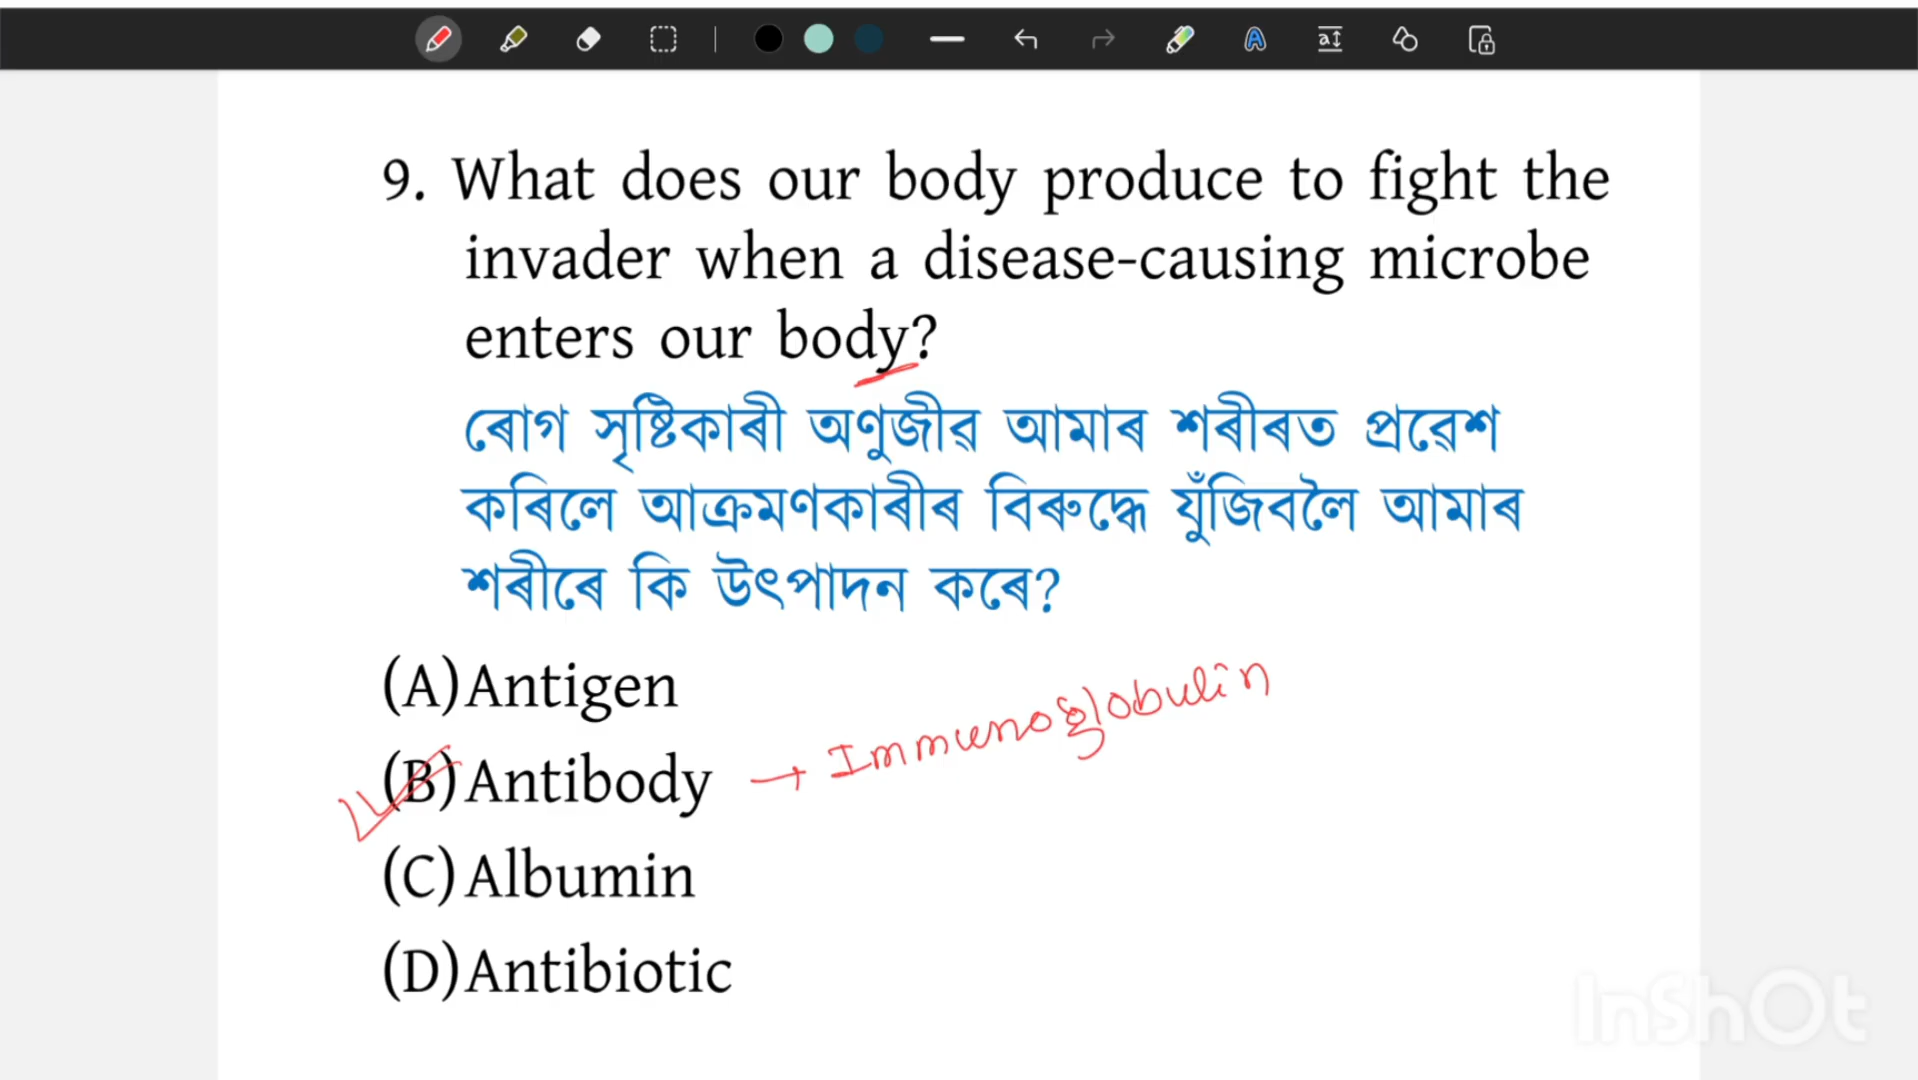 9. What does our body produce to fight the
invader when a disease-causing microbe
enters our body?
ৰোগ সৃষ্টিকাৰী অণুজীৱ আমাৰ শৰীৰত প্ৰৱেশ
কৰিলে আক্ৰমণকাৰীৰ বিৰুদ্ধে যুঁজিবলৈ আমাৰ
শৰীৰে কি উৎপাদন কৰে?
(A) Antigen
(B) Antibody → Immunoglobulin
(C) Albumin
(D) Antibiotic
InShOt